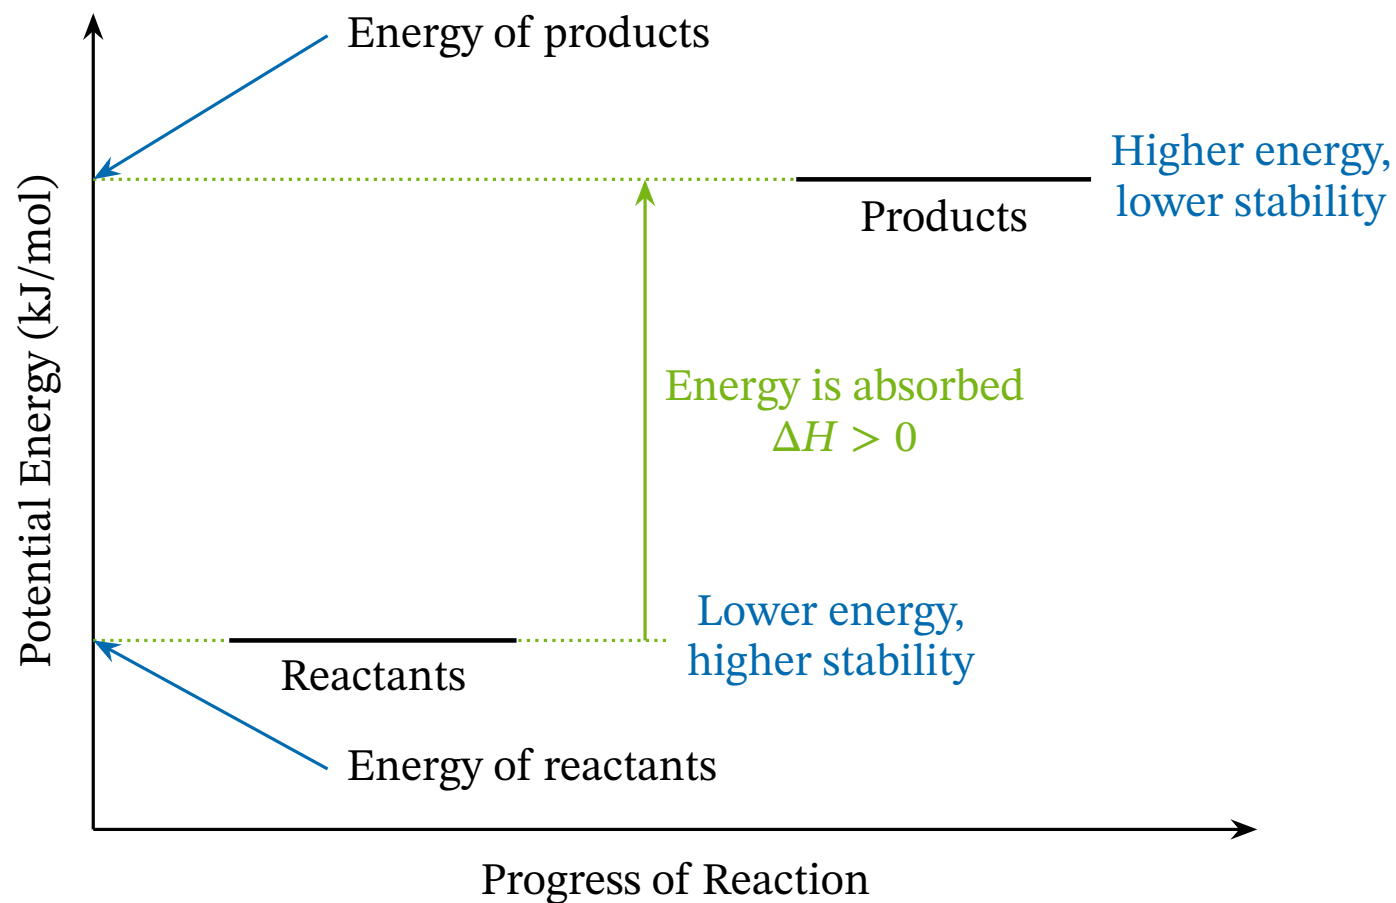 Energy of products
Higher energy,
lower stability
Products
Potential Energy (kJ/mol)
Energy is absorbed
ΔH > 0
Lower energy,
higher stability
Reactants
Energy of reactants
Progress of Reaction